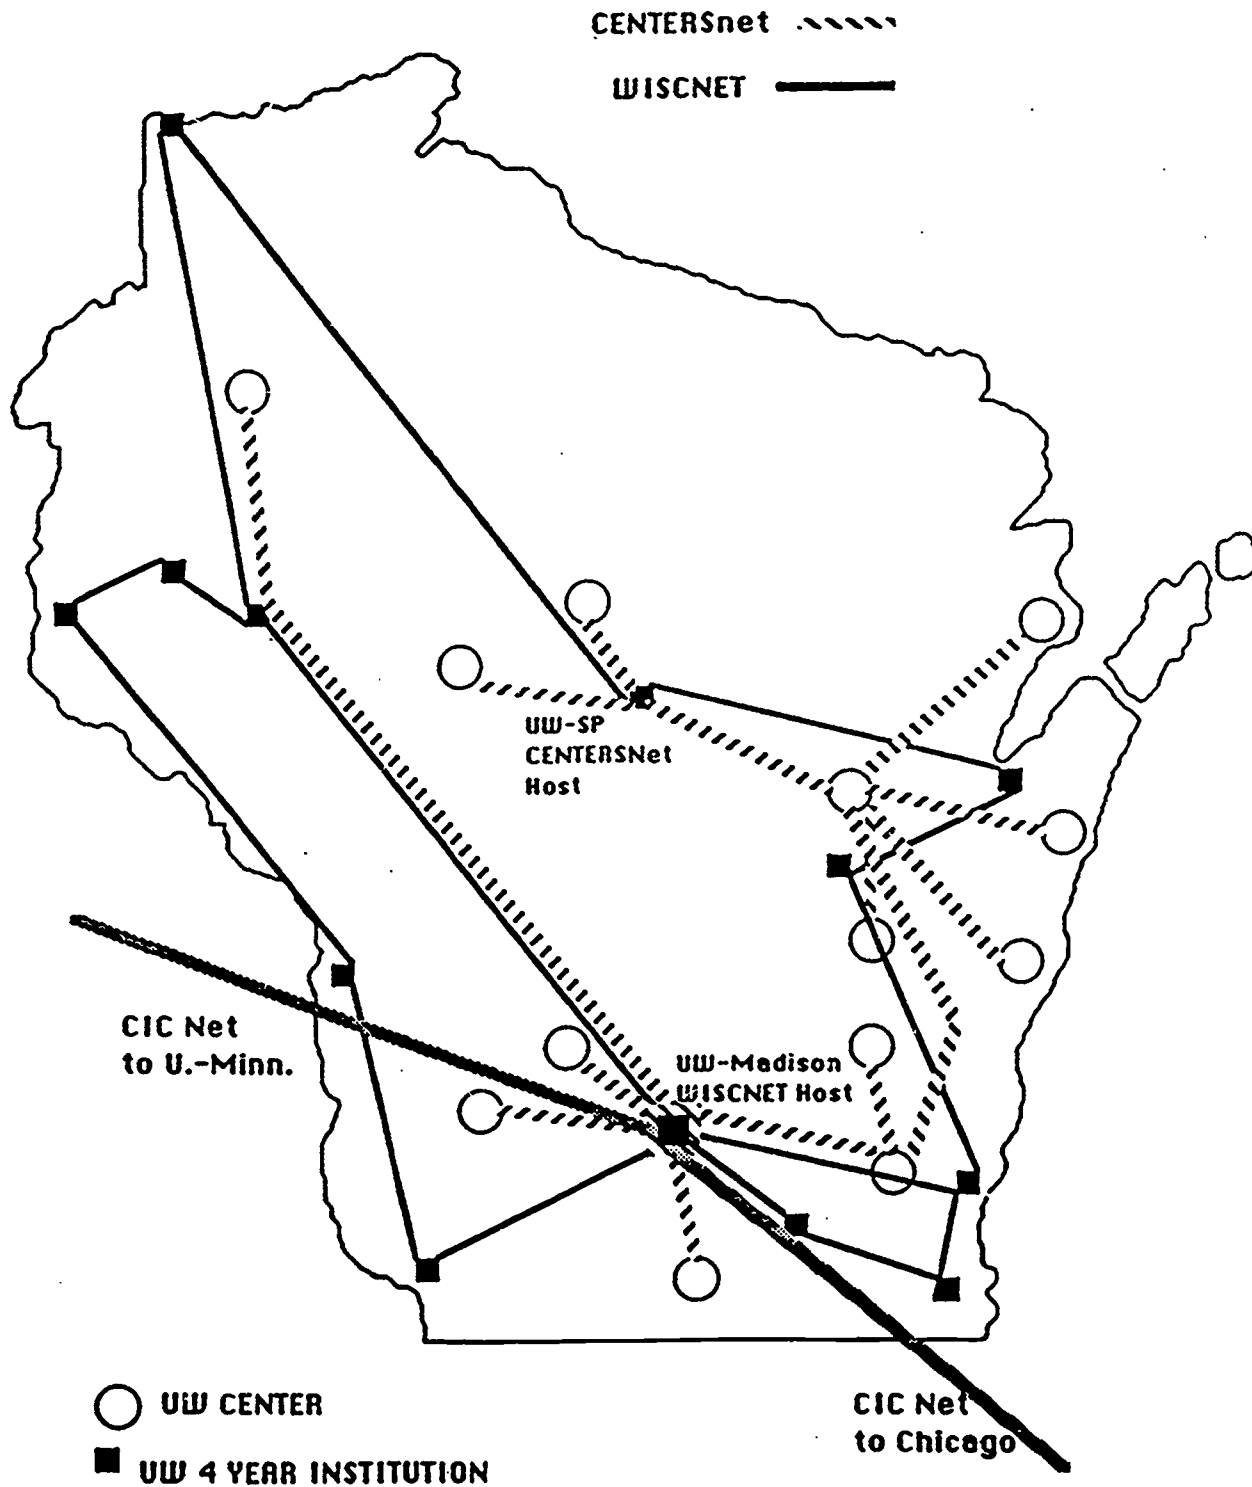 CENTERSnet
WISCNET
UW-SP
CENTERSNet
Host
CIC Net
to U.-Minn.
UW-Madison
WISCNET Host
CIC Net
to Chicago
UW CENTER
UW 4 YEAR INSTITUTION